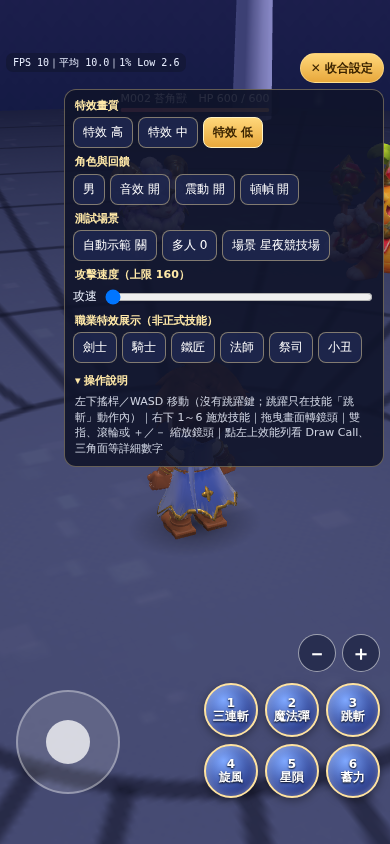 FPS 10｜平均 10.0｜1% Low 2.6
✕ 收合設定
M002 苔角冠 HP 600 / 600
特效畫質
特效 高
特效 中
特效 低
角色與回饋
男
音效 開
震動 開
頓幀 開
測試場景
自動示範 關
多人 0
場景 星夜競技場
攻擊速度（上限 160）
攻速
職業特效展示（非正式技能）
劍士
騎士
鐵匠
法師
祭司
小丑
▾ 操作說明
左下搖桿／WASD 移動（沒有跳躍鍵；跳躍只在技能「跳
斬」動作內）｜右下 1～6 施放技能｜拖曳畫面轉鏡頭｜雙
指、滾輪或 ＋／－ 縮放鏡頭｜點左上效能列看 Draw Call、
三角面等詳細數字
−
+
1
三連斬
2
魔法彈
3
跳斬
4
旋風
5
星隕
6
蓄力